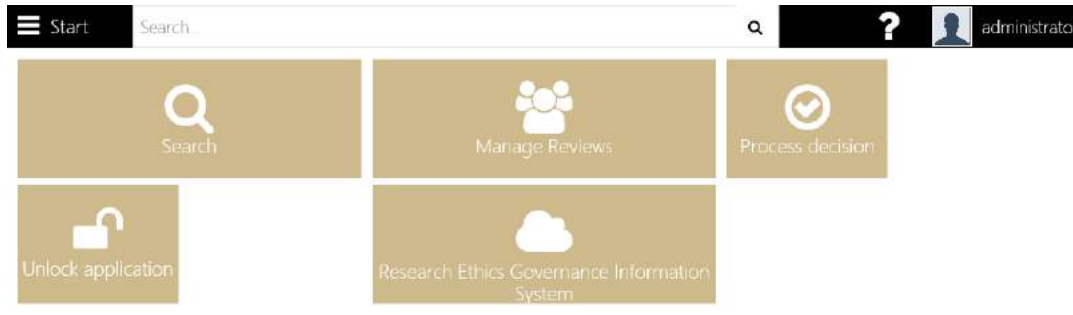 Start
Search...
?
administrato
Search
Manage Reviews
Process decision
Unlock application
Research Ethics Governance Information
System